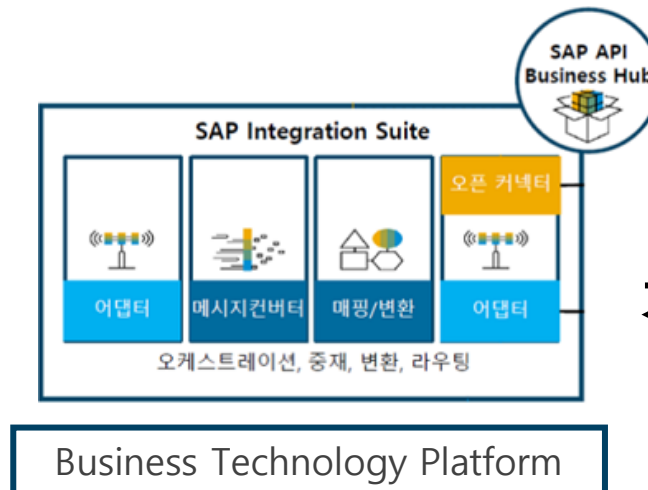 SAP API
Business Hub
SAP Integration Suite
오픈 커넥터
어댑터
메시지컨버터
매핑/변환
어댑터
오케스트레이션, 중재, 변환, 라우팅
Business Technology Platform